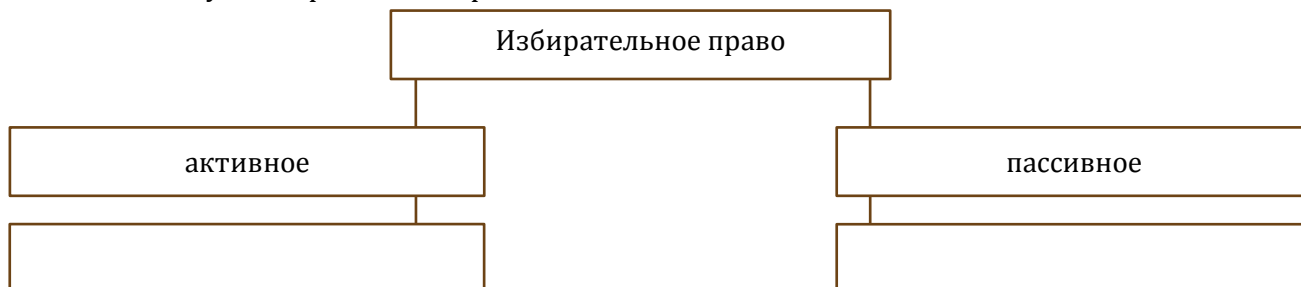 Избирательное право
активное
пассивное